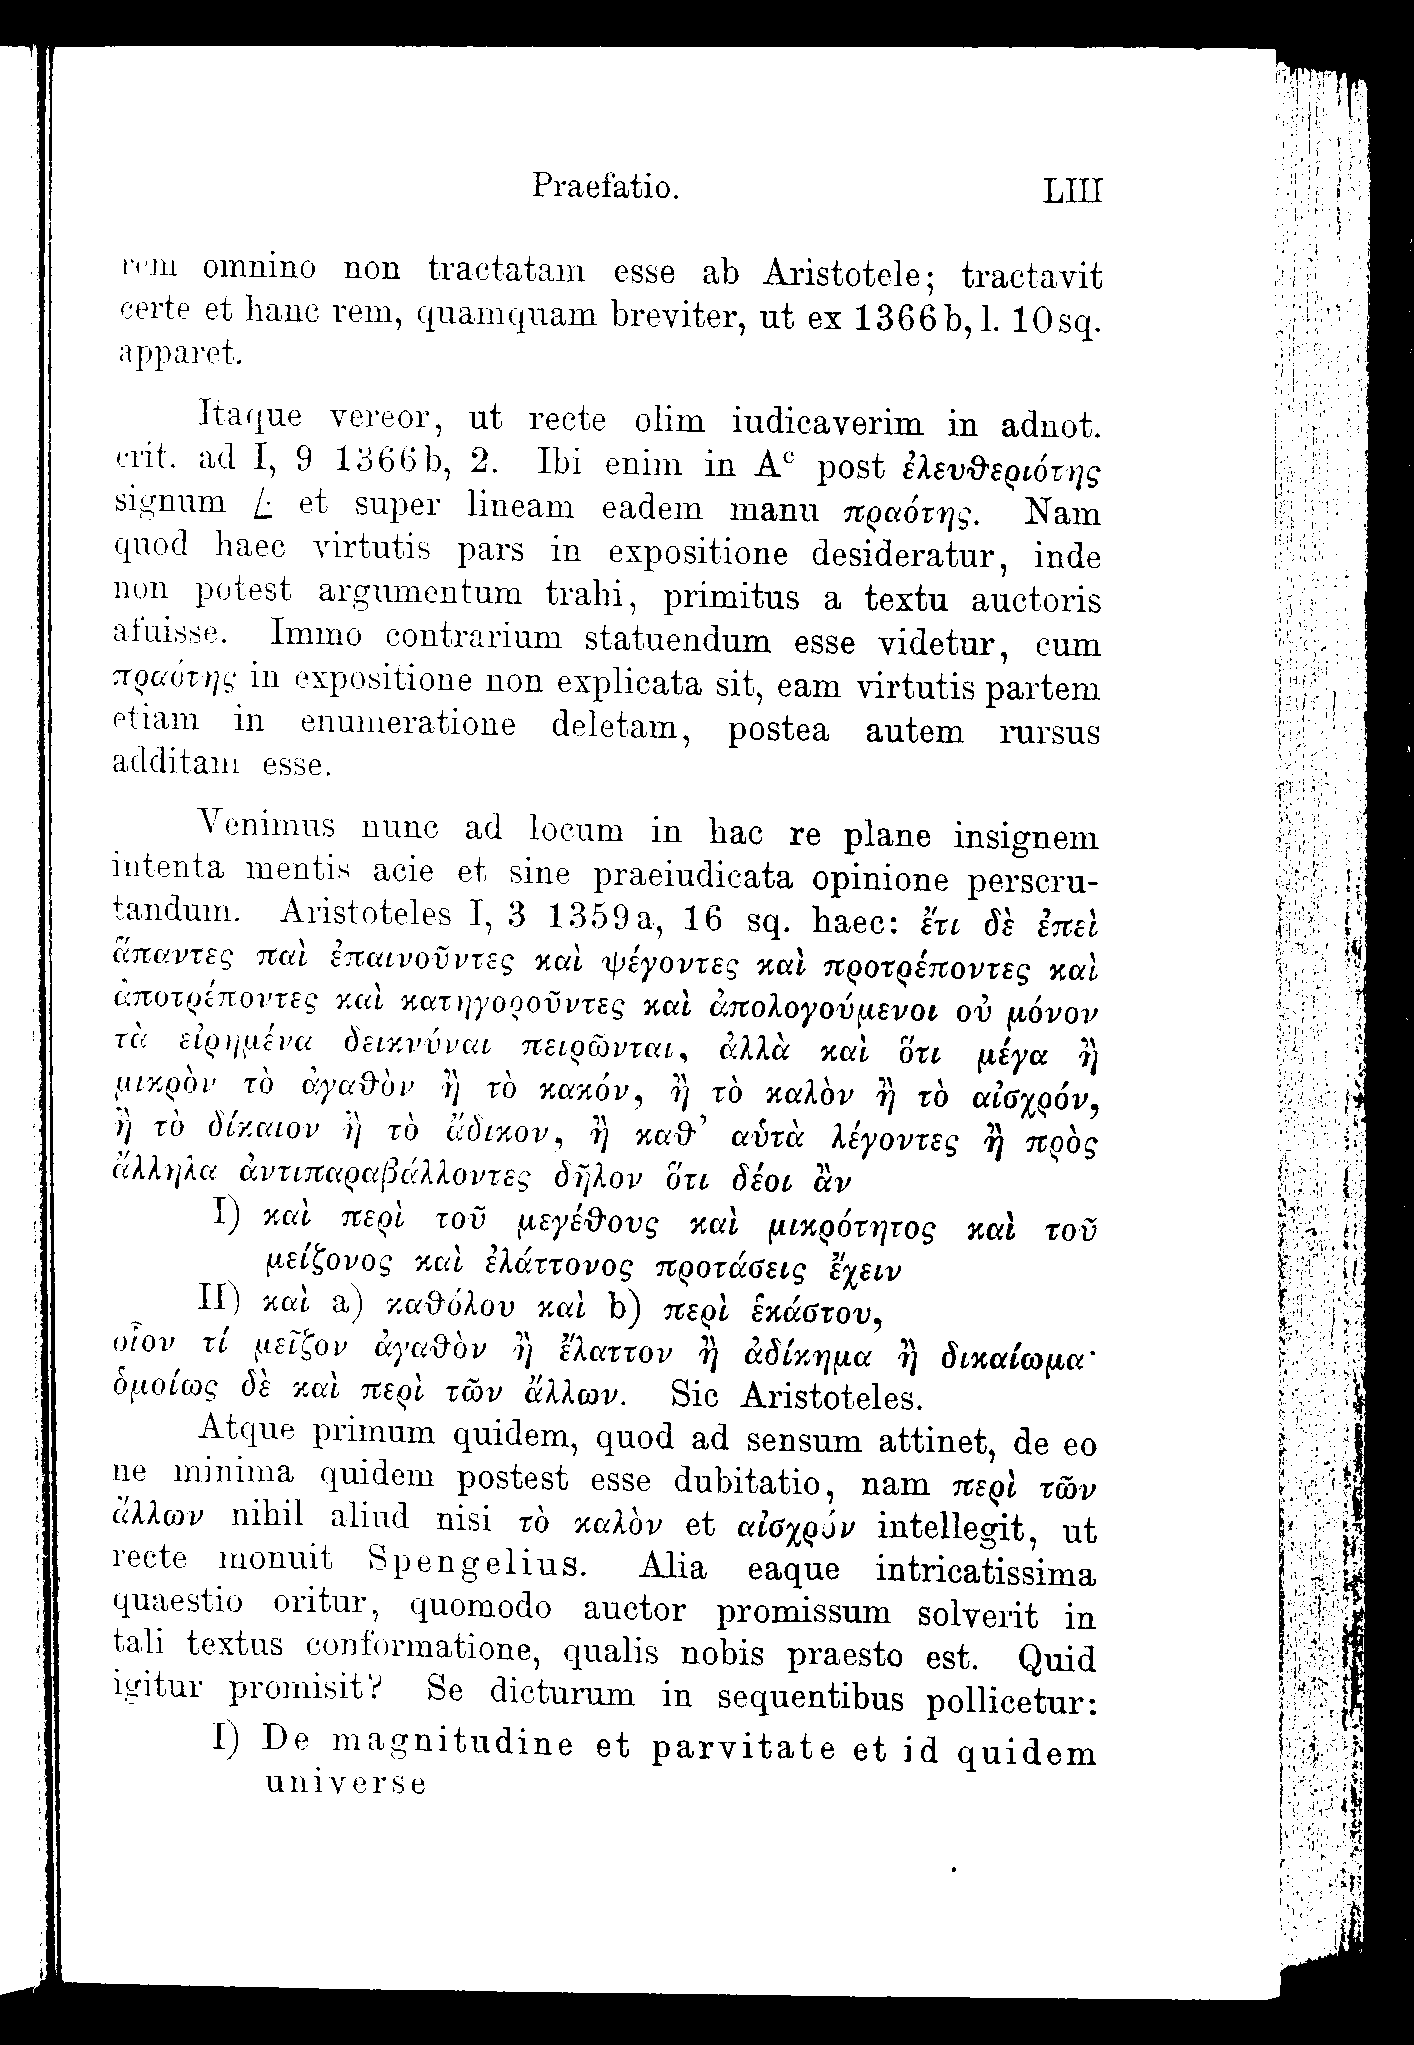 Praefatio. LIII
rem omnino non tractatam esse ab Aristotele; tractavit
certe et hanc rem, quamquam breviter, ut ex 1366b, l. 10 sq.
apparet.
Itaque vereor, ut recte olim iudicaverim in adnot.
crit. ad I, 9 1366b, 2. Ibi enim in Aᶜ post ἐλευθεριότης
signum et super lineam eadem manu πραότης. Nam
quod haec virtutis pars in expositione desideratur, inde
non potest argumentum trahi, primitus a textu auctoris
afuisse. Immo contrarium statuendum esse videtur, cum
πραότης in expositione non explicata sit, eam virtutis partem
etiam in enumeratione deletam, postea autem rursus
additam esse.
Venimus nunc ad locum in hac re plane insignem
intenta mentis acie et sine praeiudicata opinione perscru-
tandum. Aristoteles I, 3 1359a, 16 sq. haec: ἔτι δὲ ἐπεὶ
ἅπαντες παὶ ἐπαινοῦντες καὶ ψέγοντες καὶ προτρέποντες καὶ
ἀποτρέποντες καὶ κατηγοροῦντες καὶ ἀπολογούμενοι οὐ μόνον
τὰ εἰρημένα δεικνύναι πειρῶνται, ἀλλὰ καὶ ὅτι μέγα ἢ
μικρὸν τὸ ἀγαθὸν ἢ τὸ κακόν, ἢ τὸ καλὸν ἢ τὸ αἰσχρόν,
ἢ τὸ δίκαιον ἢ τὸ ἄδικον, ἢ καθ’ αὑτὰ λέγοντες ἢ πρὸς
ἄλληλα ἀντιπαραβάλλοντες δῆλον ὅτι δέοι ἂν
I) καὶ περὶ τοῦ μεγέθους καὶ μικρότητος καὶ τοῦ
μείζονος καὶ ἐλάττονος προτάσεις ἔχειν
II) καὶ a) καθόλου καὶ b) περὶ ἑκάστου,
οἷον τί μεῖζον ἀγαθὸν ἢ ἔλαττον ἢ ἀδίκημα ἢ δικαίωμα·
ὁμοίως δὲ καὶ περὶ τῶν ἄλλων. Sic Aristoteles.
Atque primum quidem, quod ad sensum attinet, de eo
ne minima quidem postest esse dubitatio, nam περὶ τῶν
ἄλλων nihil aliud nisi τὸ καλὸν et αἰσχρόν intellegit, ut
recte monuit Spengelius. Alia eaque intricatissima
quaestio oritur, quomodo auctor promissum solverit in
tali textus conformatione, qualis nobis praesto est. Quid
igitur promisit? Se dicturum in sequentibus pollicetur:
I) De magnitudine et parvitate et id quidem
universe